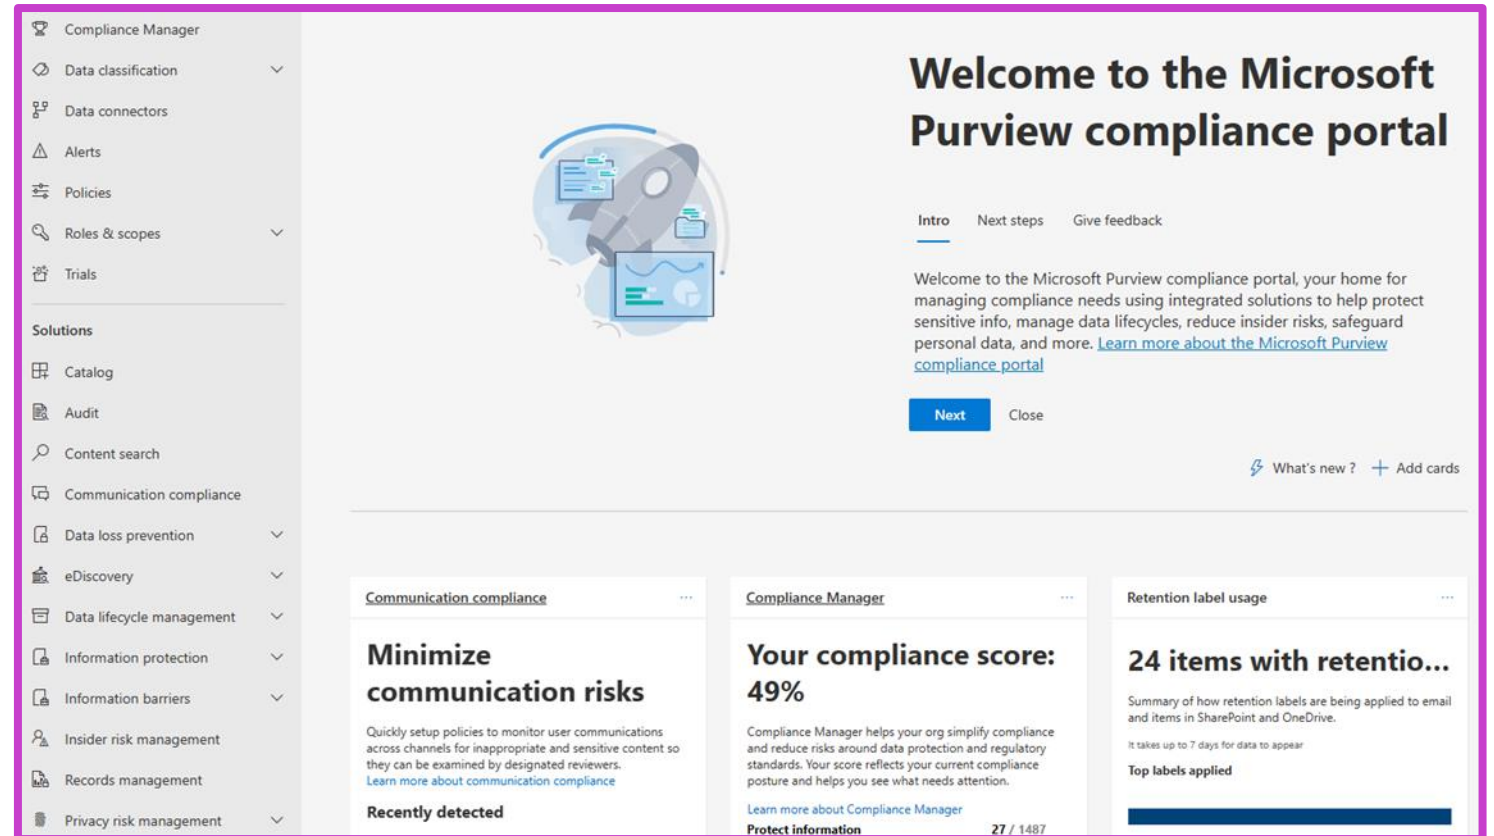 Compliance Manager
Data classification
Data connectors
Alerts
Policies
Roles & scopes
Trials
Solutions
Catalog
Audit
Content search
Communication compliance
Data loss prevention
eDiscovery
Data lifecycle management
Information protection
Information barriers
Insider risk management
Records management
Privacy risk management
Welcome to the Microsoft
Purview compliance portal
Intro Next steps Give feedback
Welcome to the Microsoft Purview compliance portal, your home for
managing compliance needs using integrated solutions to help protect
sensitive info, manage data lifecycles, reduce insider risks, safeguard
personal data, and more. Learn more about the Microsoft Purview
compliance portal
Next Close
What's new ? Add cards
Communication compliance
Minimize
communication risks
Quickly setup policies to monitor user communications
across channels for inappropriate and sensitive content so
they can be examined by designated reviewers.
Learn more about communication compliance
Recently detected
Compliance Manager
Your compliance score:
49%
Compliance Manager helps your org simplify compliance
and reduce risks around data protection and regulatory
standards. Your score reflects your current compliance
posture and helps you see what needs attention.
Learn more about Compliance Manager
Protect information 27 / 1487
Retention label usage
24 items with retentio...
Summary of how retention labels are being applied to email
and items in SharePoint and OneDrive.
It takes up to 7 days for data to appear
Top labels applied